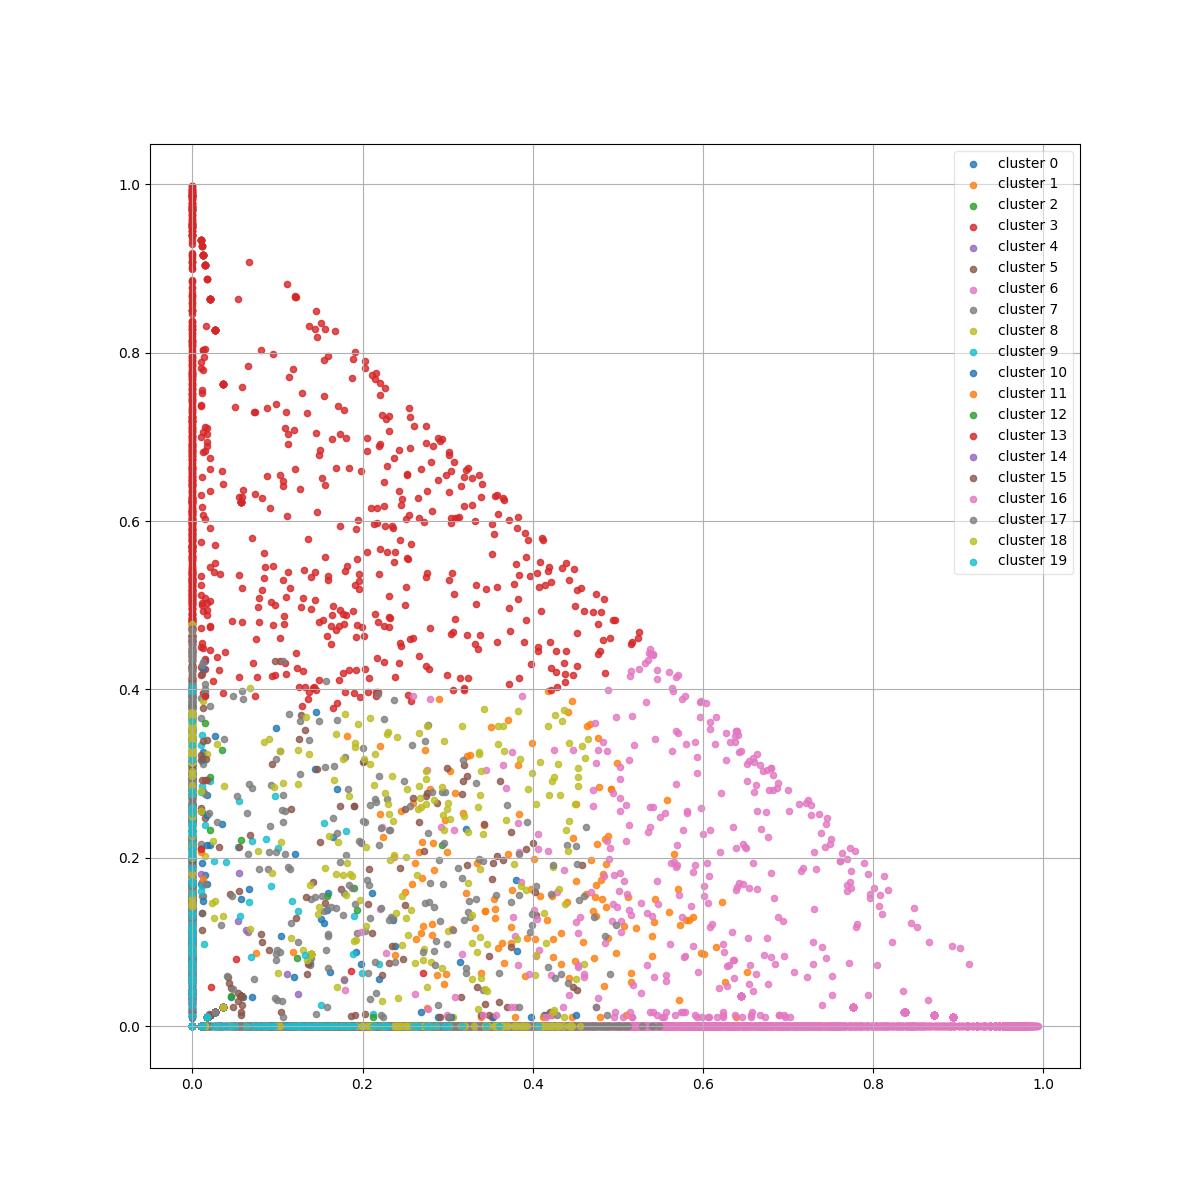 cluster 0
cluster 1
cluster 2
cluster 3
cluster 4
cluster 5
cluster 6
cluster 7
cluster 8
cluster 9
cluster 10
cluster 11
cluster 12
cluster 13
cluster 14
cluster 15
cluster 16
cluster 17
cluster 18
cluster 19
1.0
0.8
0.6
0.4
0.2
0.0
0.0 0.2 0.4 0.6 0.8 1.0